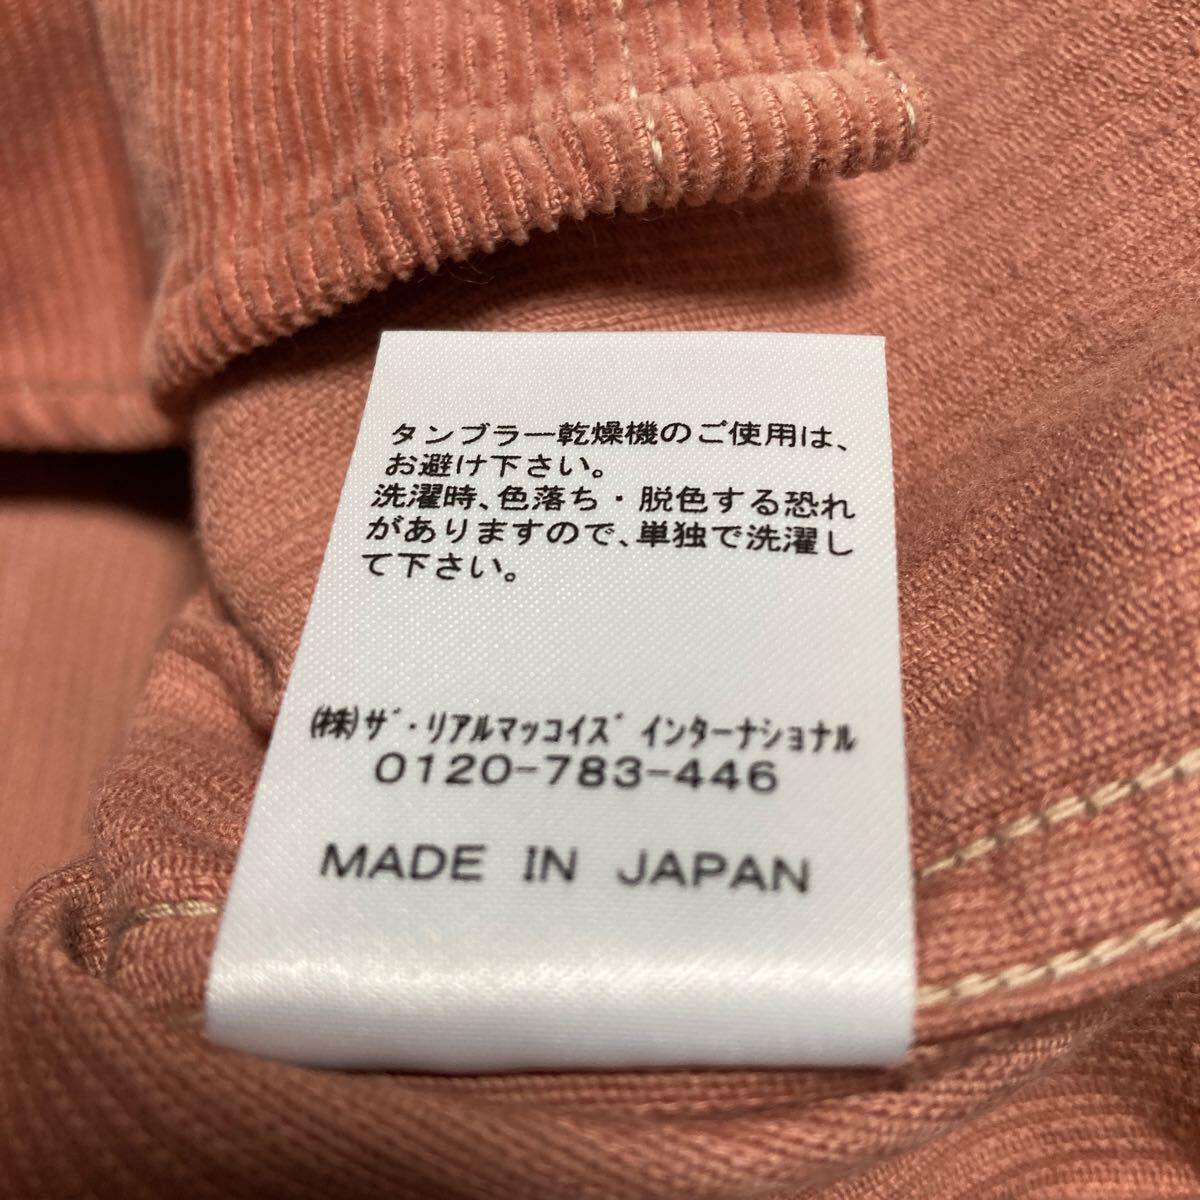 タンブラー乾燥機のご使用は、
お避け下さい。
洗濯時、色落ち・脱色する恐れ
がありますので、単独で洗濯し
て下さい。
㈱ｻﾞ・ﾘｱﾙﾏｯｺｲｽﾞ ｲﾝﾀｰﾅｼｮﾅﾙ
0120-783-446
MADE IN JAPAN